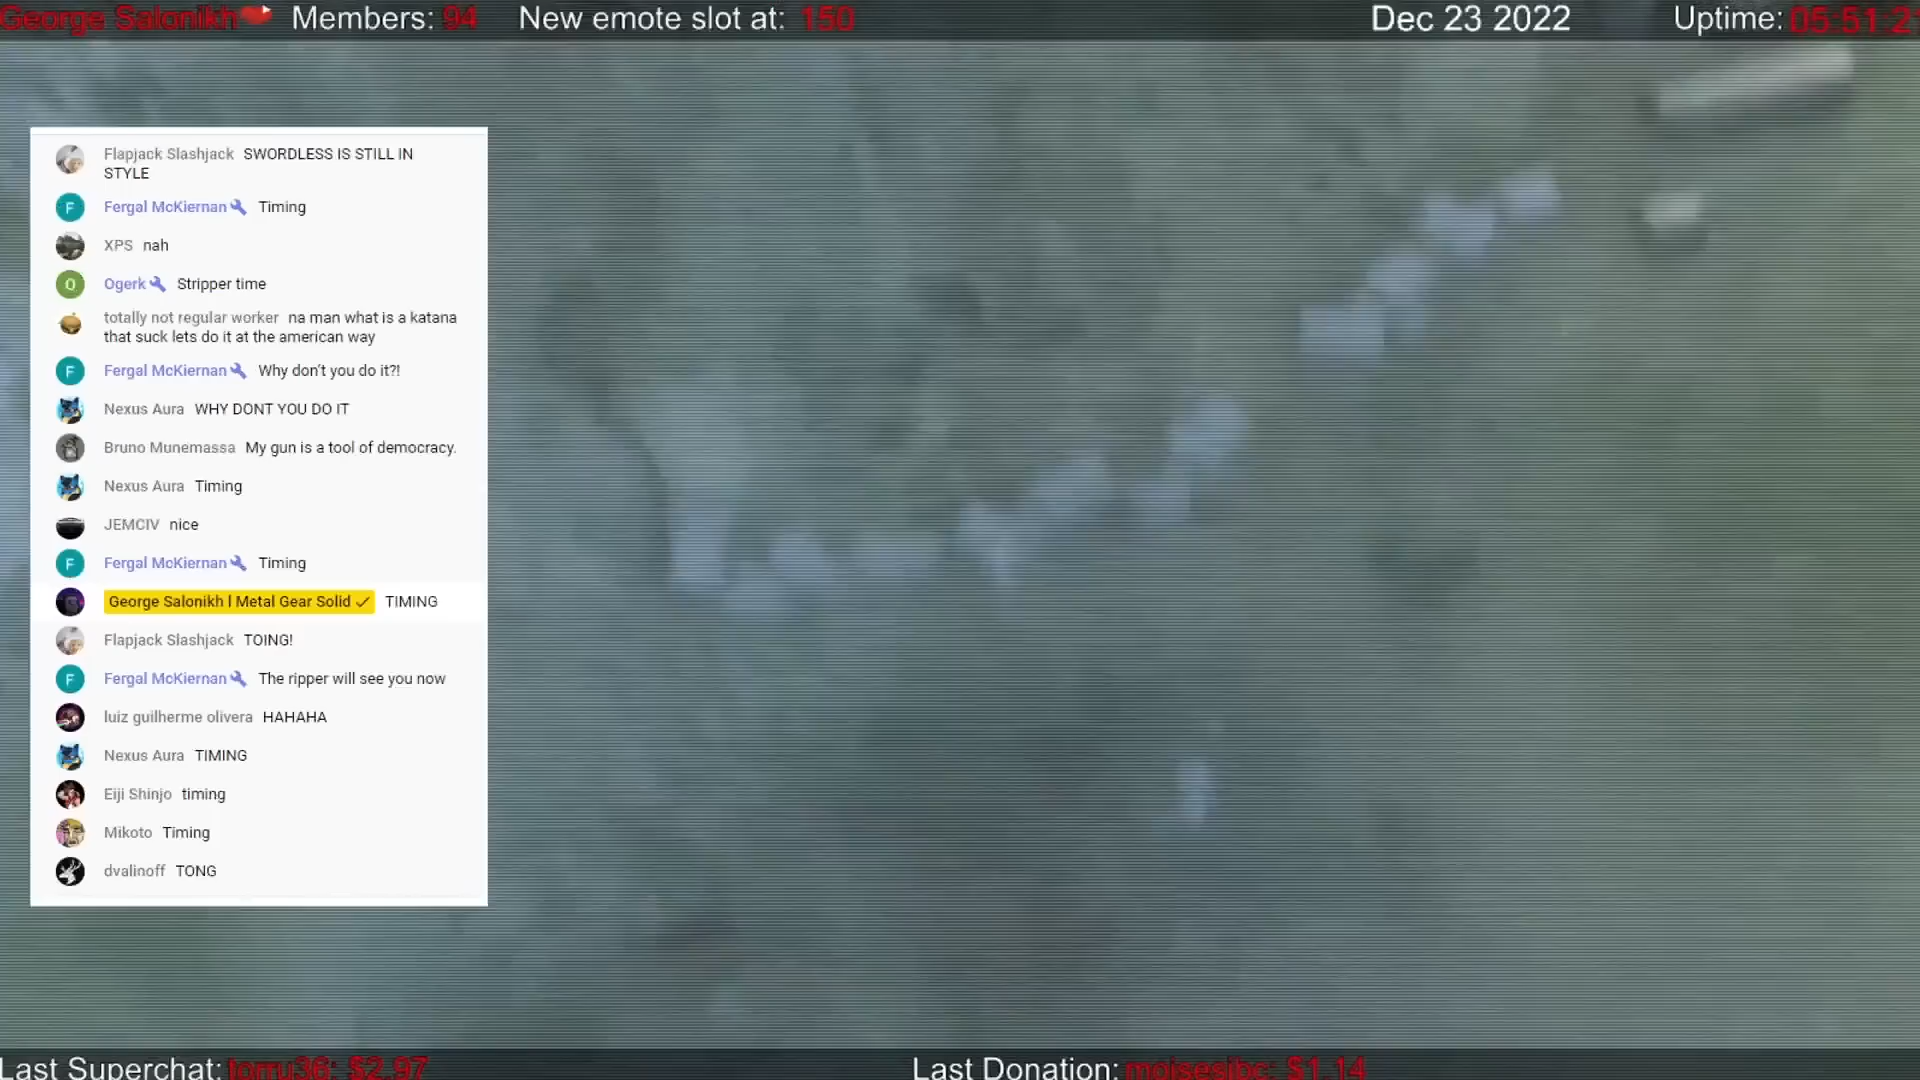 George Salonikh Members: 94 New emote slot at: 150 Dec 23 2022 Uptime: 05:51:2
Flapjack Slashjack SWORDLESS IS STILL IN
STYLE
F Fergal McKiernan Timing
XPS nah
O Ogerk Stripper time
totally not regular worker na man what is a katana
that suck lets do it at the american way
F Fergal McKiernan Why don't you do it?!
Nexus Aura WHY DONT YOU DO IT
Bruno Munemassa My gun is a tool of democracy.
Nexus Aura Timing
JEMCIV nice
F Fergal McKiernan Timing
George Salonikh l Metal Gear Solid TIMING
Flapjack Slashjack TOING!
F Fergal McKiernan The ripper will see you now
luiz guilherme olivera HAHAHA
Nexus Aura TIMING
Eiji Shinjo timing
Mikoto Timing
dvalinoff TONG
Last Superchat: torru36: $2.97 Last Donation: moisesibc: $1.14